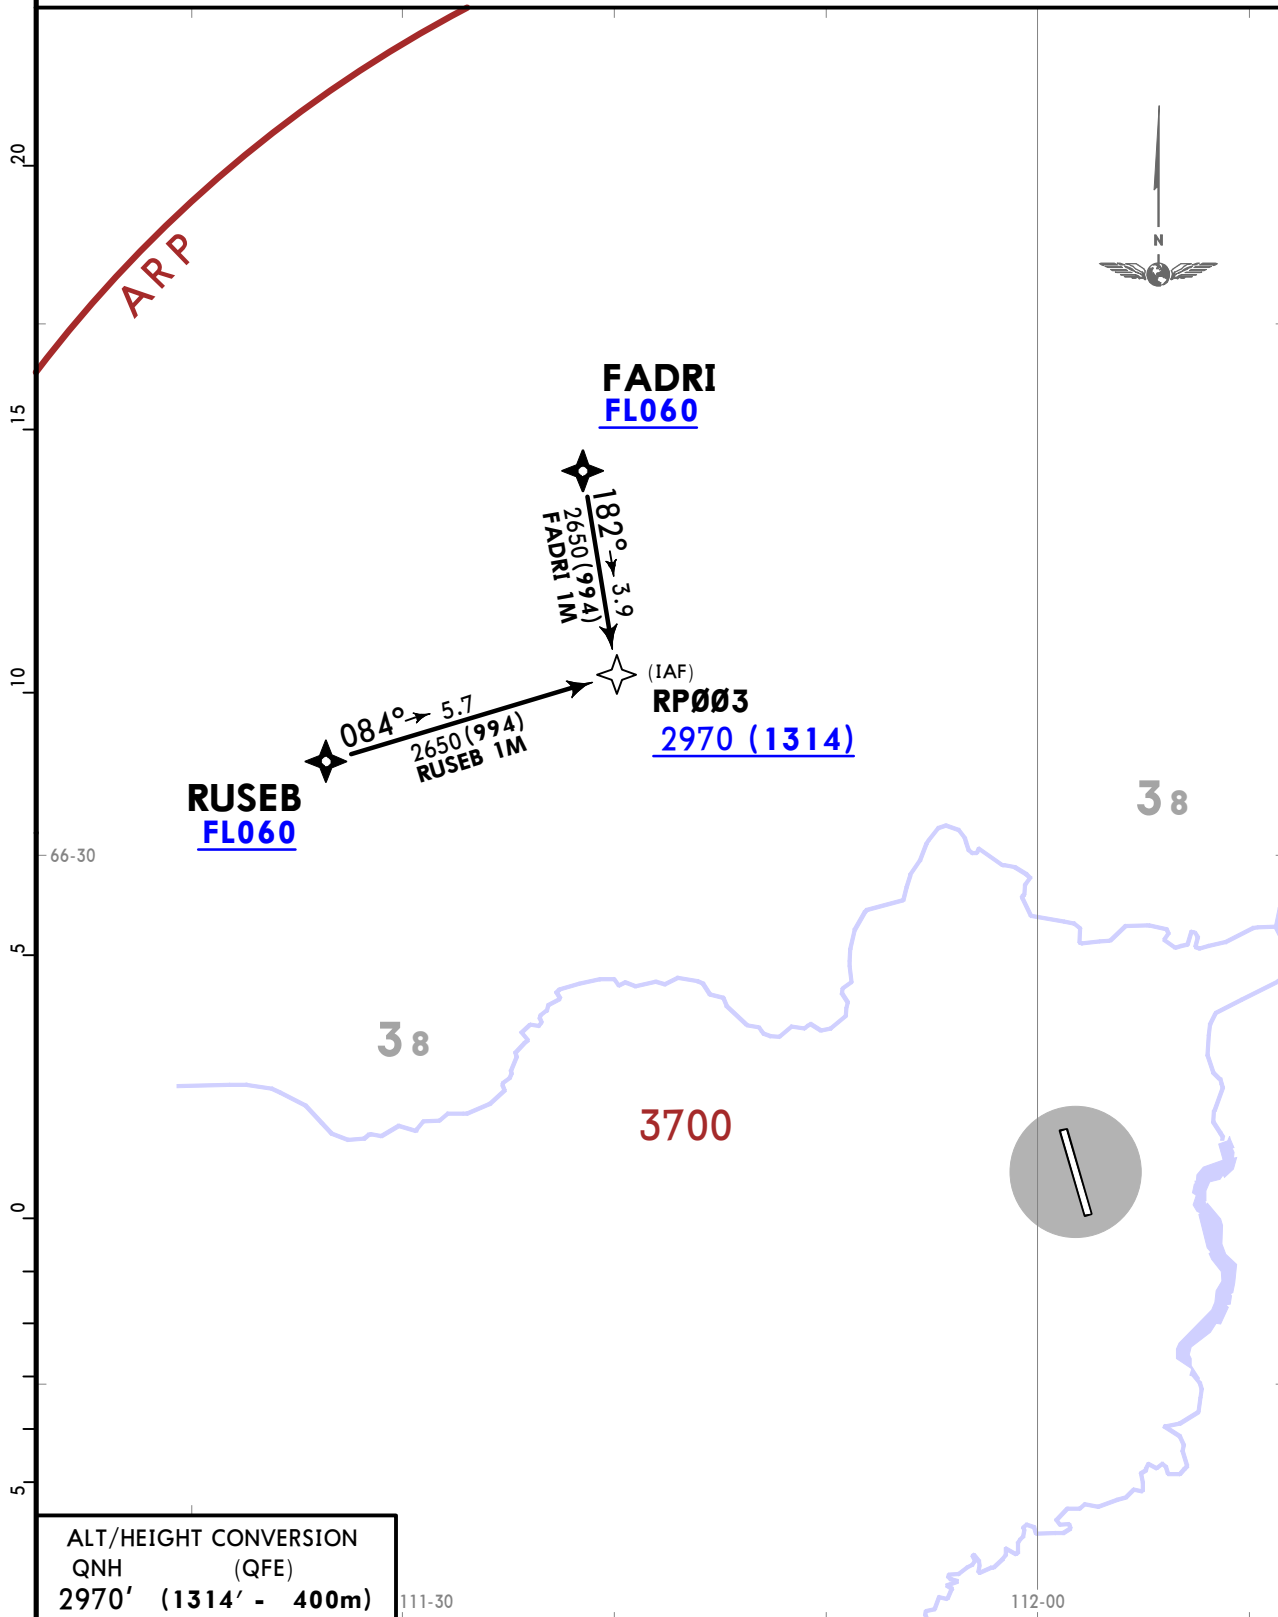 20
ARP
N
FADRI
FL060
15
182° 3.9
2650 (994)
FADRI 1M
10
(IAF)
RPØØ3
2970 (1314)
084° 5.7
2650 (994)
RUSEB 1M
RUSEB
FL060
38
66-30
5
38
3700
0
5
ALT/HEIGHT CONVERSION
QNH (QFE)
2970' (1314' - 400m)
111-30
112-00